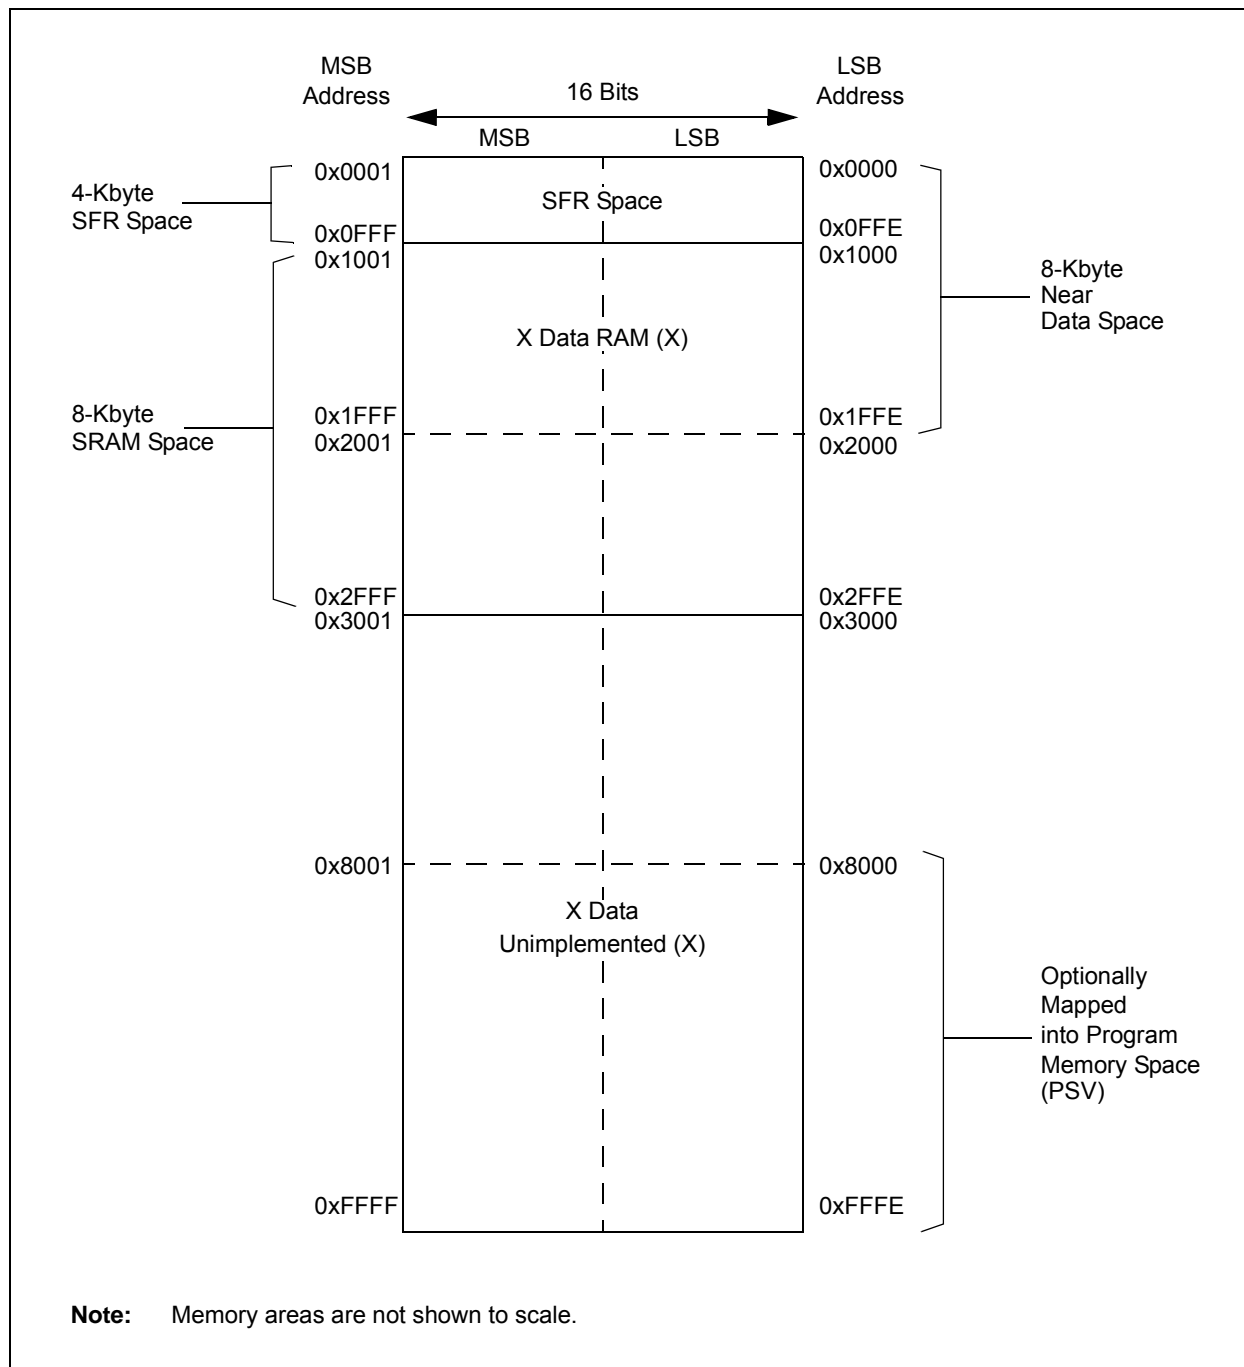 MSB
Address
16 Bits
LSB
Address
MSB
LSB
0x0001
0x0000
4-Kbyte
SFR Space
SFR Space
0x0FFF
0x0FFE
0x1001
0x1000
8-Kbyte
Near
Data Space
X Data RAM (X)
8-Kbyte
SRAM Space
0x1FFF
0x1FFE
0x2001
0x2000
0x2FFF
0x2FFE
0x3001
0x3000
0x8001
0x8000
X Data
Unimplemented (X)
Optionally
Mapped
into Program
Memory Space
(PSV)
0xFFFF
0xFFFE
Note: Memory areas are not shown to scale.